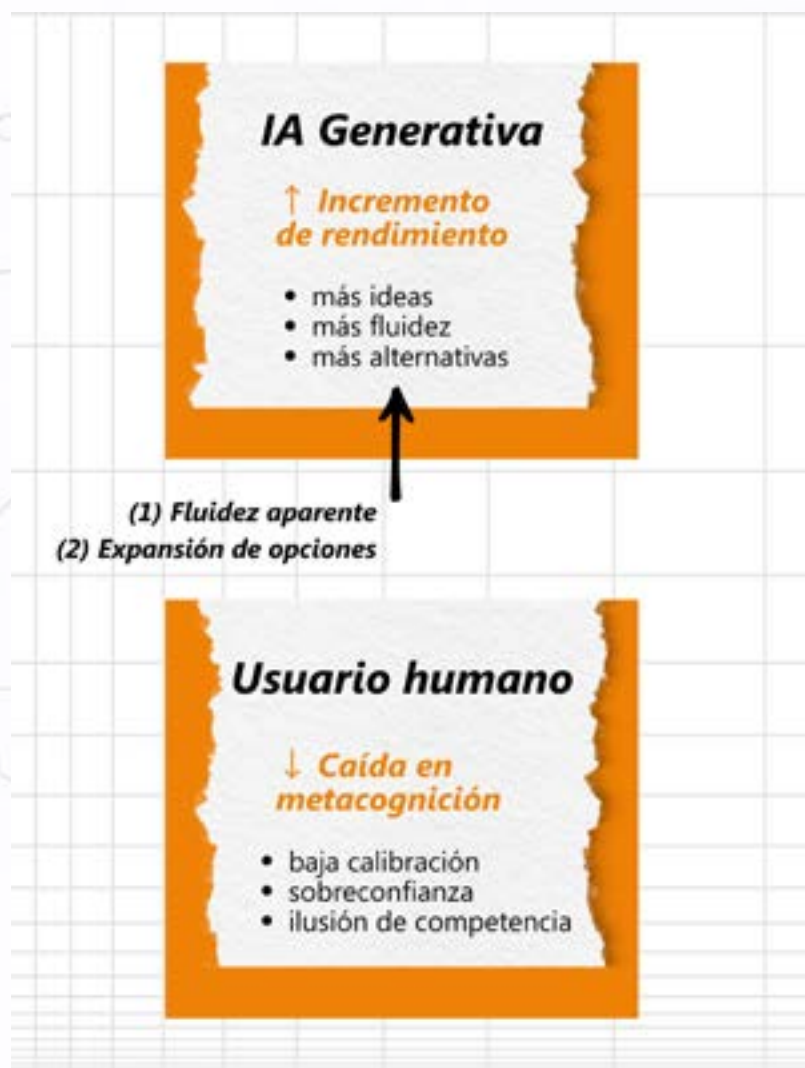 IA Generativa
↑ Incremento
de rendimiento
• más ideas
• más fluidez
• más alternativas
(1) Fluidez aparente
(2) Expansión de opciones
Usuario humano
↓ Caída en
metacognición
• baja calibración
• sobreconfianza
• ilusión de competencia